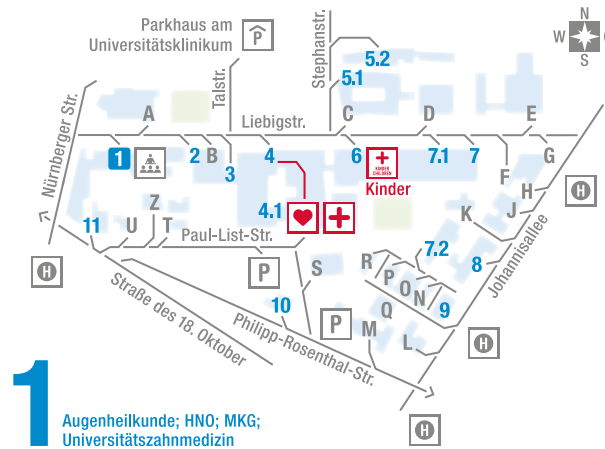 Parkhaus am
Universitätsklinikum
P
Stephanstr.
5.2
5.1
N
W
S
Talstr.
Nürnberger Str.
A
Liebigstr.
C
D
E
1
2
B
3
4
6
KINDER
CHILDREN
Kinder
7.1
7
F
G
H
H
J
K
Johannisallee
4.1
11
U
Z
T
Paul-List-Str.
P
S
R
P
O
N
7.2
8
9
Q
H
Straße des 18. Oktober
10
Philipp-Rosenthal-Str.
P
M
L
H
H
1
Augenheilkunde; HNO; MKG;
Universitätszahnmedizin